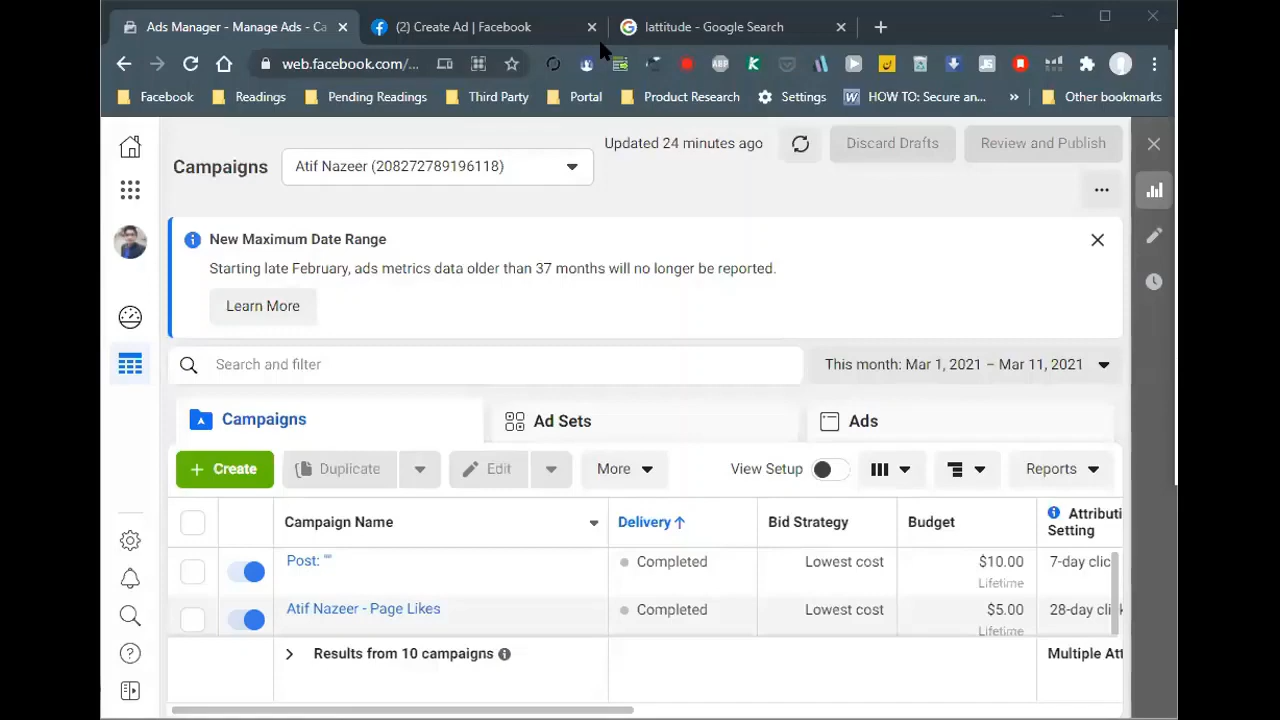 Ads Manager - Manage Ads - Ca
(2) Create Ad | Facebook
lattitude - Google Search
web.facebook.com/...
Facebook
Readings
Pending Readings
Third Party
Portal
Product Research
Settings
HOW TO: Secure an...
»
Other bookmarks
Campaigns
Atif Nazeer (208272789196118)
Updated 24 minutes ago
Discard Drafts
Review and Publish
New Maximum Date Range
Starting late February, ads metrics data older than 37 months will no longer be reported.
Learn More
Search and filter
This month: Mar 1, 2021 – Mar 11, 2021
Campaigns
Ad Sets
Ads
+ Create
Duplicate
Edit
More
View Setup
Reports
Campaign Name
Delivery ↑
Bid Strategy
Budget
Attributi
Setting
Post: ""
Completed
Lowest cost
$10.00
Lifetime
7-day clic
Atif Nazeer - Page Likes
Completed
Lowest cost
$5.00
Lifetime
28-day cli
Results from 10 campaigns
Multiple Att